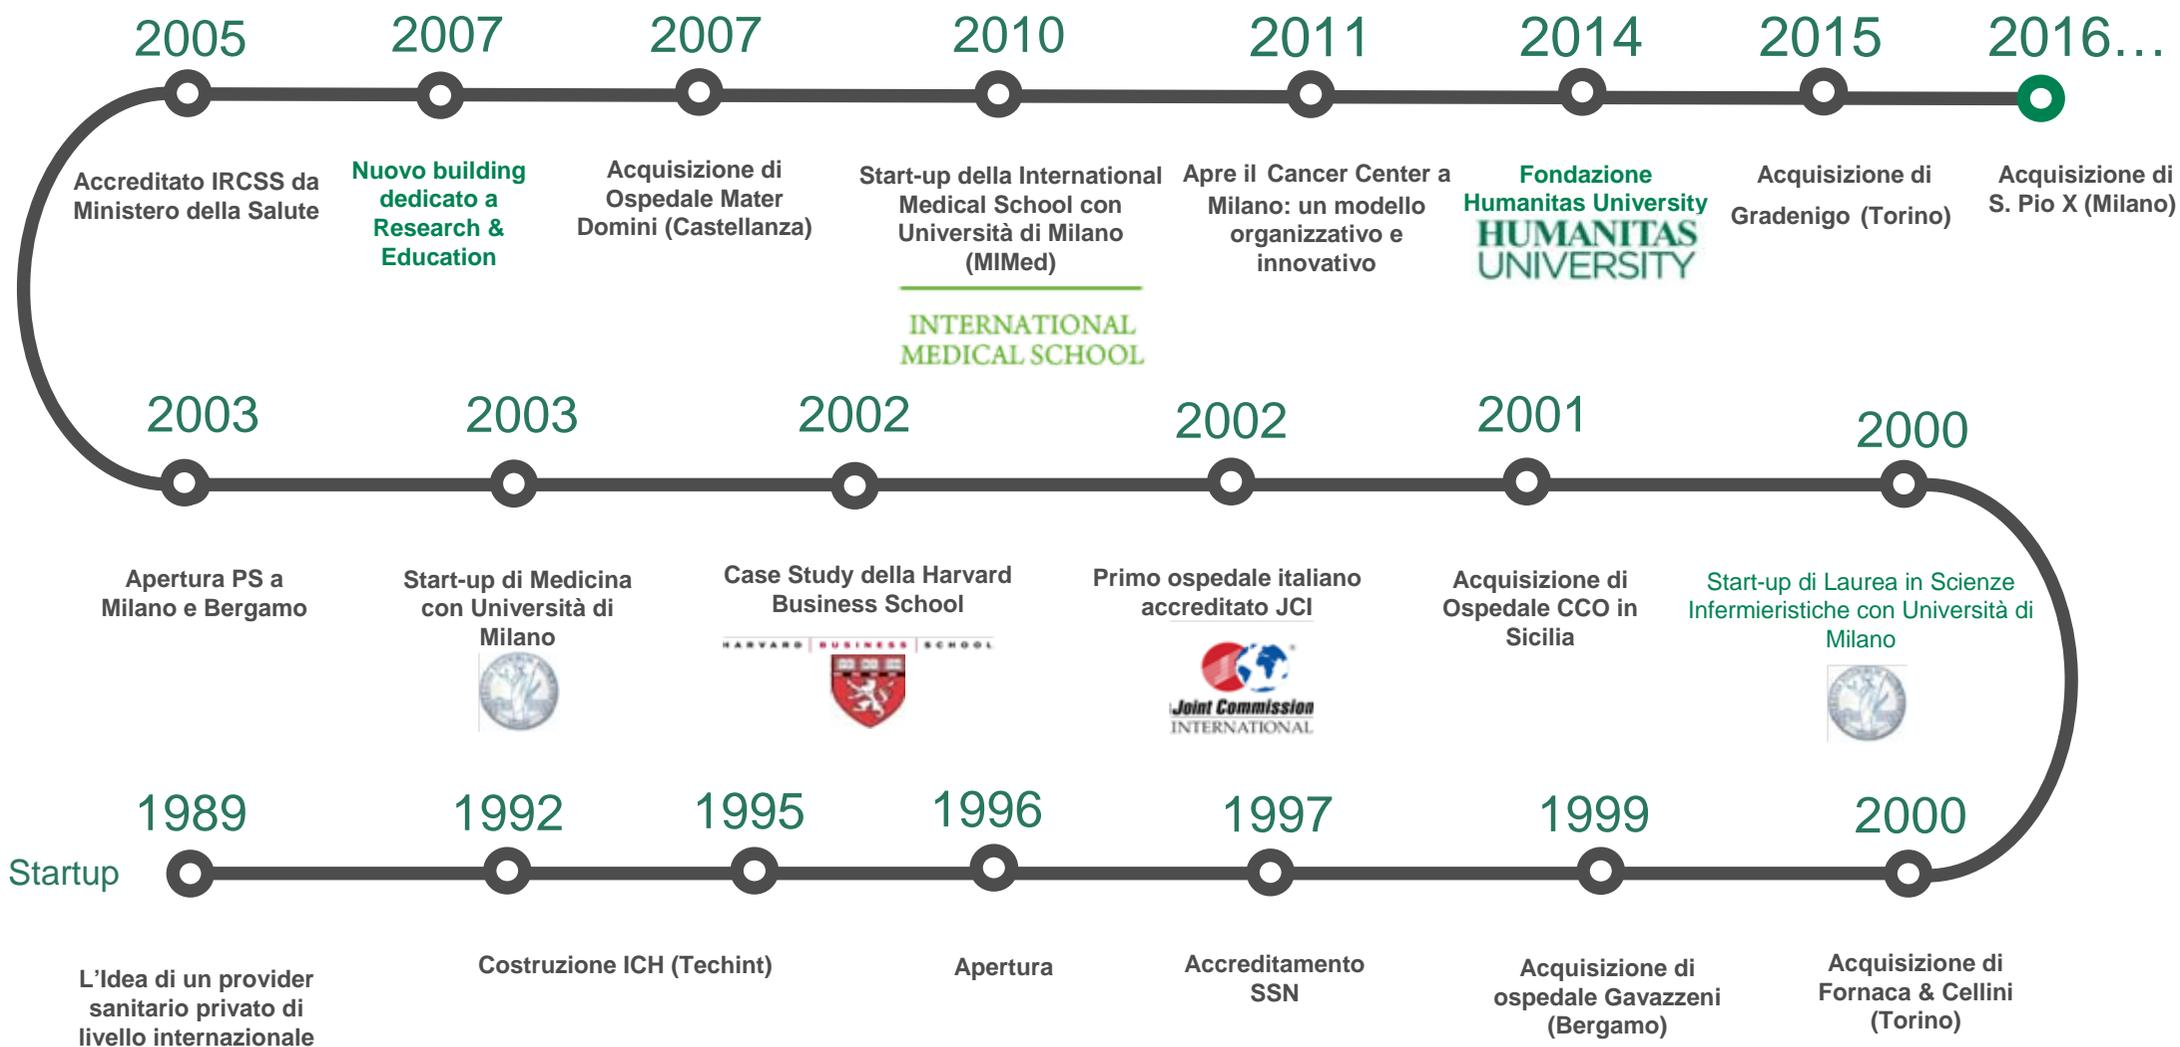 2005
2007
2007
2010
2011
2014
2015
2016…
Accreditato IRCSS da
Ministero della Salute
Nuovo building
dedicato a
Research &
Education
Acquisizione di
Ospedale Mater
Domini (Castellanza)
Start-up della International
Medical School con
Università di Milano
(MIMed)
INTERNATIONAL
MEDICAL SCHOOL
Apre il Cancer Center a
Milano: un modello
organizzativo e
innovativo
Fondazione
Humanitas University
HUMANITAS
UNIVERSITY
Acquisizione di
Gradenigo (Torino)
Acquisizione di
S. Pio X (Milano)
2003
2003
2002
2002
2001
2000
Apertura PS a
Milano e Bergamo
Start-up di Medicina
con Università di
Milano
Case Study della Harvard
Business School
HARVARD | BUSINESS | SCHOOL
Primo ospedale italiano
accreditato JCI
Joint Commission
INTERNATIONAL
Acquisizione di
Ospedale CCO in
Sicilia
Start-up di Laurea in Scienze
Infermieristiche con Università di
Milano
1989
1992
1995
1996
1997
1999
2000
Startup
L'Idea di un provider
sanitario privato di
livello internazionale
Costruzione ICH (Techint)
Apertura
Accreditamento
SSN
Acquisizione di
ospedale Gavazzeni
(Bergamo)
Acquisizione di
Fornaca & Cellini
(Torino)